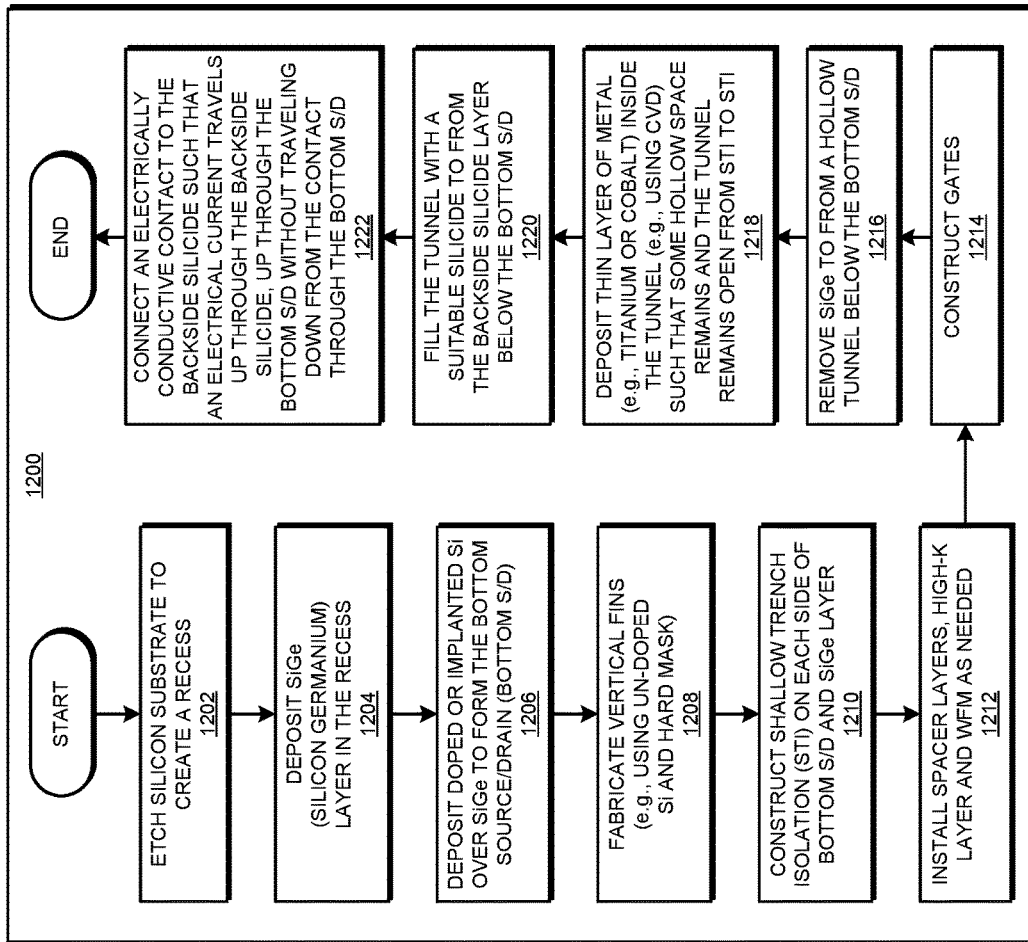 1200
START
ETCH SILICON SUBSTRATE TO
CREATE A RECESS
1202
DEPOSIT SiGe
(SILICON GERMANIUM)
LAYER IN THE RECESS
1204
DEPOSIT DOPED OR IMPLANTED Si
OVER SiGe TO FORM THE BOTTOM
SOURCE/DRAIN (BOTTOM S/D)
1206
FABRICATE VERTICAL FINS
(e.g., USING UN-DOPED
Si AND HARD MASK)
1208
CONSTRUCT SHALLOW TRENCH
ISOLATION (STI) ON EACH SIDE OF
BOTTOM S/D AND SiGe LAYER
1210
INSTALL SPACER LAYERS, HIGH-K
LAYER AND WFM AS NEEDED
1212
CONSTRUCT GATES
1214
REMOVE SiGe TO FROM A HOLLOW
TUNNEL BELOW THE BOTTOM S/D
1216
DEPOSIT THIN LAYER OF METAL
(e.g., TITANIUM OR COBALT) INSIDE
THE TUNNEL (e.g., USING CVD)
SUCH THAT SOME HOLLOW SPACE
REMAINS AND THE TUNNEL
REMAINS OPEN FROM STI TO STI
1218
FILL THE TUNNEL WITH A
SUITABLE SILICIDE TO FROM
THE BACKSIDE SILICIDE LAYER
BELOW THE BOTTOM S/D
1220
CONNECT AN ELECTRICALLY
CONDUCTIVE CONTACT TO THE
BACKSIDE SILICIDE SUCH THAT
AN ELECTRICAL CURRENT TRAVELS
UP THROUGH THE BACKSIDE
SILICIDE, UP THROUGH THE
BOTTOM S/D WITHOUT TRAVELING
DOWN FROM THE CONTACT
THROUGH THE BOTTOM S/D
1222
END